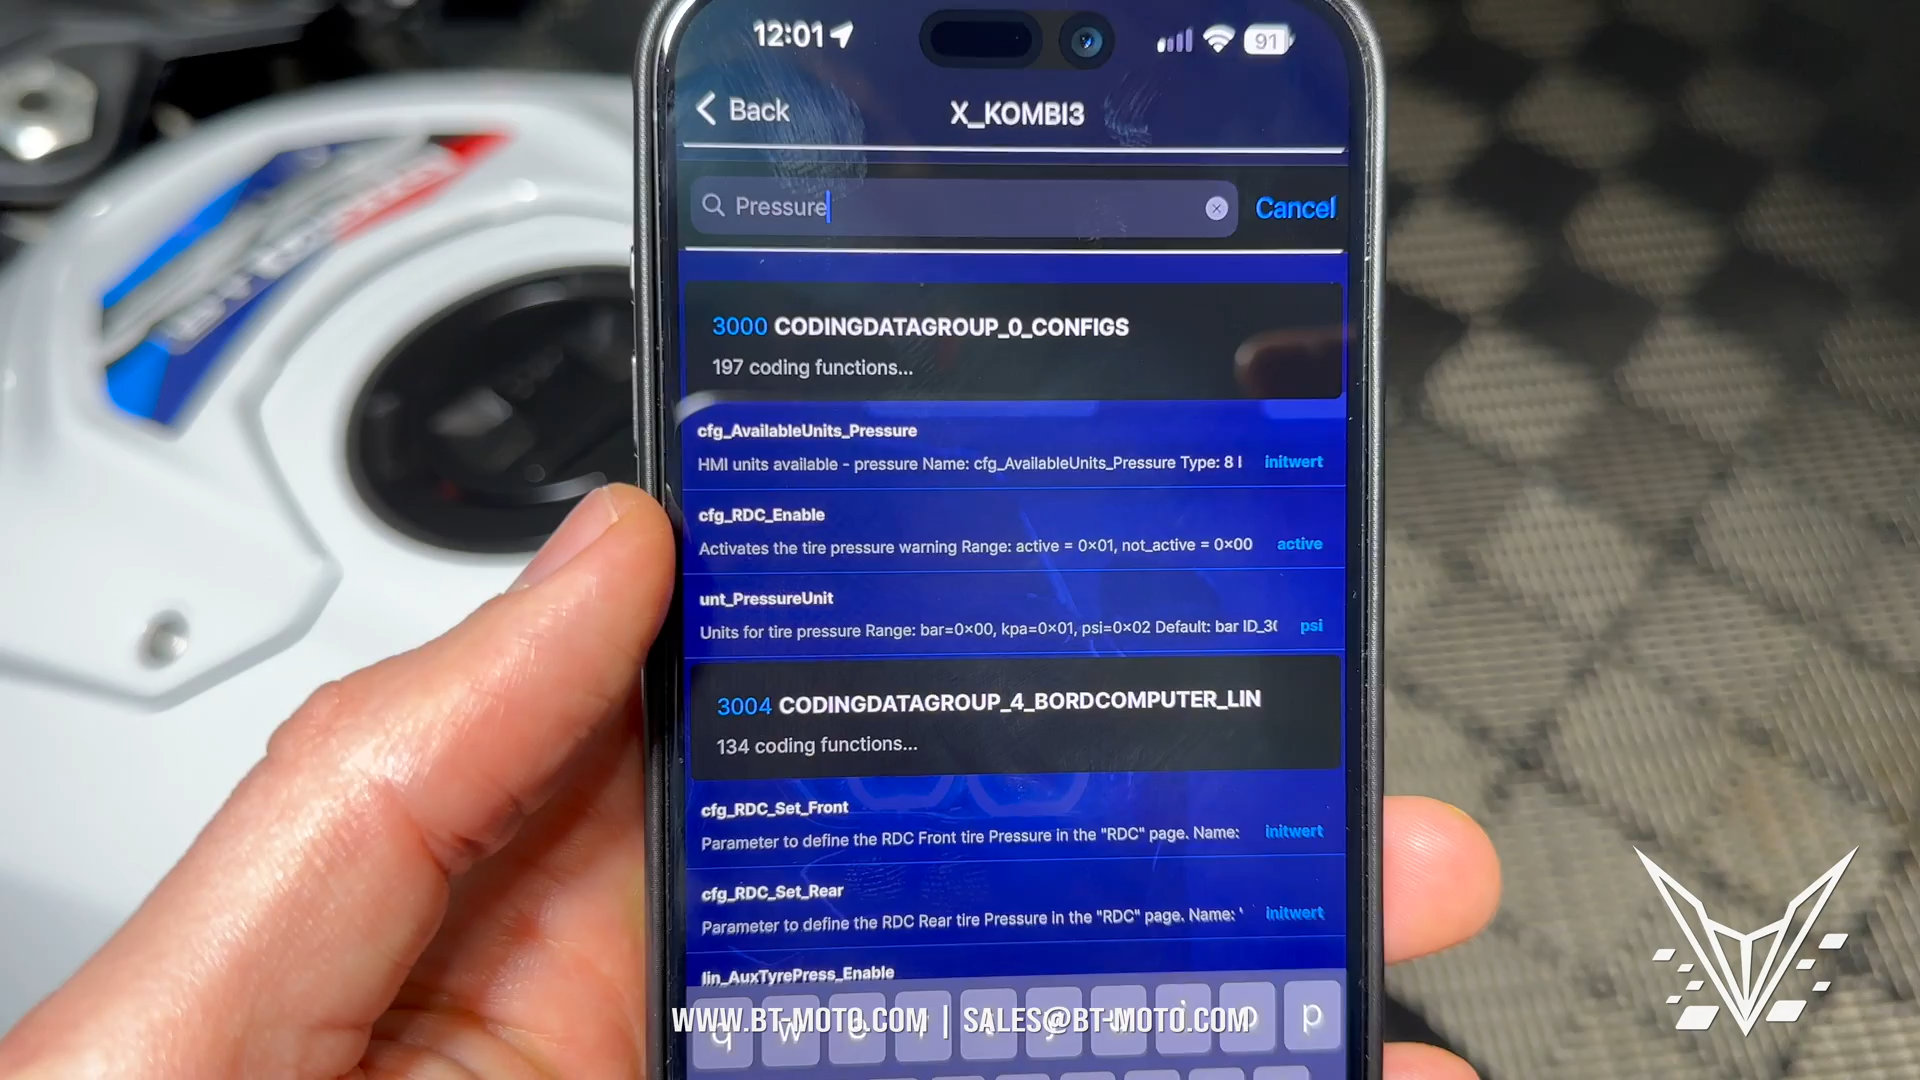 12:01
91
Back
X_KOMBI3
Pressure
Cancel
3000 CODINGDATAGROUP_0_CONFIGS
197 coding functions...
cfg_AvailableUnits_Pressure
HMI units available - pressure Name: cfg_AvailableUnits_Pressure Type: 8 I initwert
cfg_RDC_Enable
Activates the tire pressure warning Range: active = 0x01, not_active = 0x00 active
unt_PressureUnit
Units for tire pressure Range: bar=0x00, kpa=0x01, psi=0x02 Default: bar ID_30 psi
3004 CODINGDATAGROUP_4_BORDCOMPUTER_LIN
134 coding functions...
cfg_RDC_Set_Front
Parameter to define the RDC Front tire Pressure in the "RDC" page. Name: initwert
cfg_RDC_Set_Rear
Parameter to define the RDC Rear tire Pressure in the "RDC" page. Name: ' initwert
lin_AuxTyrePress_Enable
q w e r y p p
WWW.BT-MOTO.COM | SALES@BT-MOTO.COM